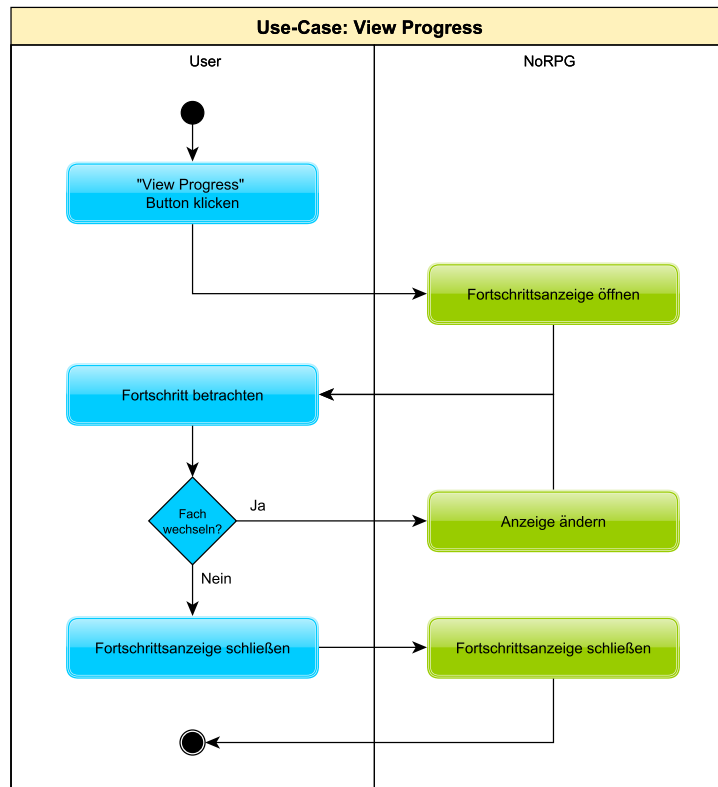 Use-Case: View Progress
User
NoRPG
"View Progress"
Button klicken
Fortschrittsanzeige öffnen
Fortschritt betrachten
Fach
wechseln?
Ja
Anzeige ändern
Nein
Fortschrittsanzeige schließen
Fortschrittsanzeige schließen